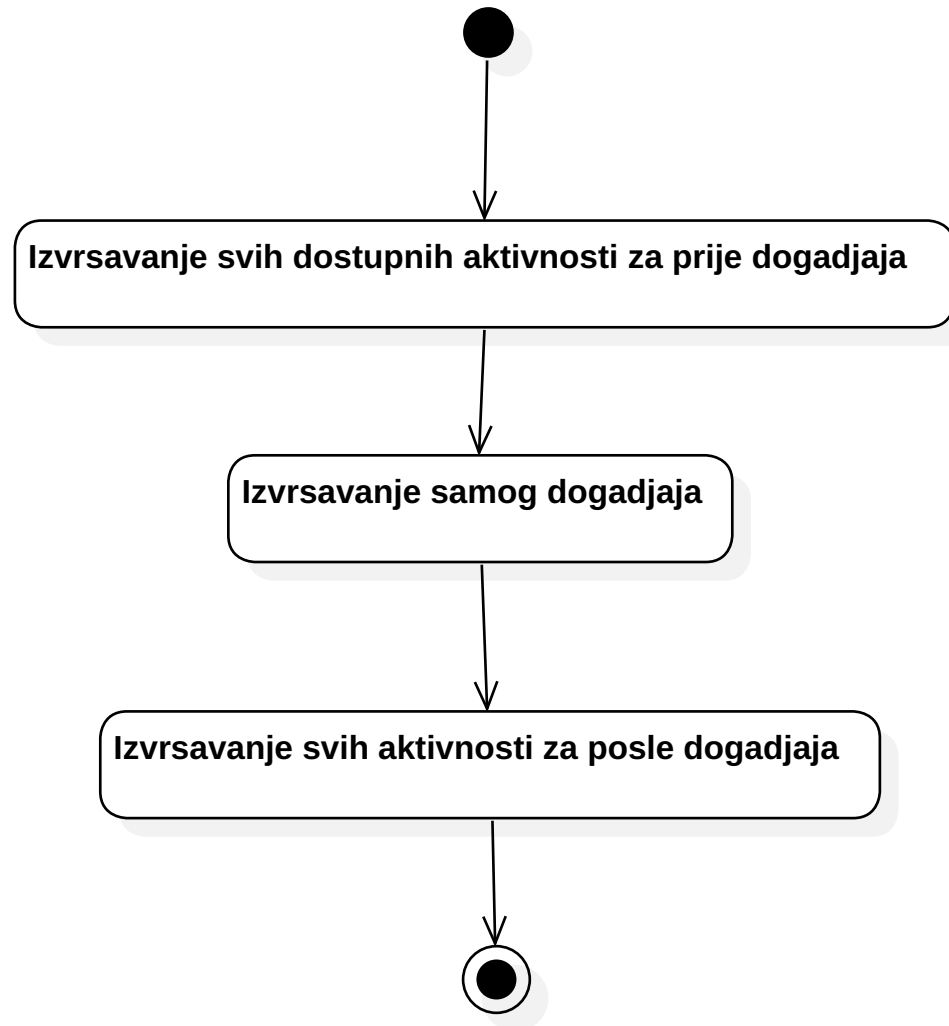 Izvrsavanje svih dostupnih aktivnosti za prije dogadjaja
Izvrsavanje samog dogadjaja
Izvrsavanje svih aktivnosti za posle dogadjaja